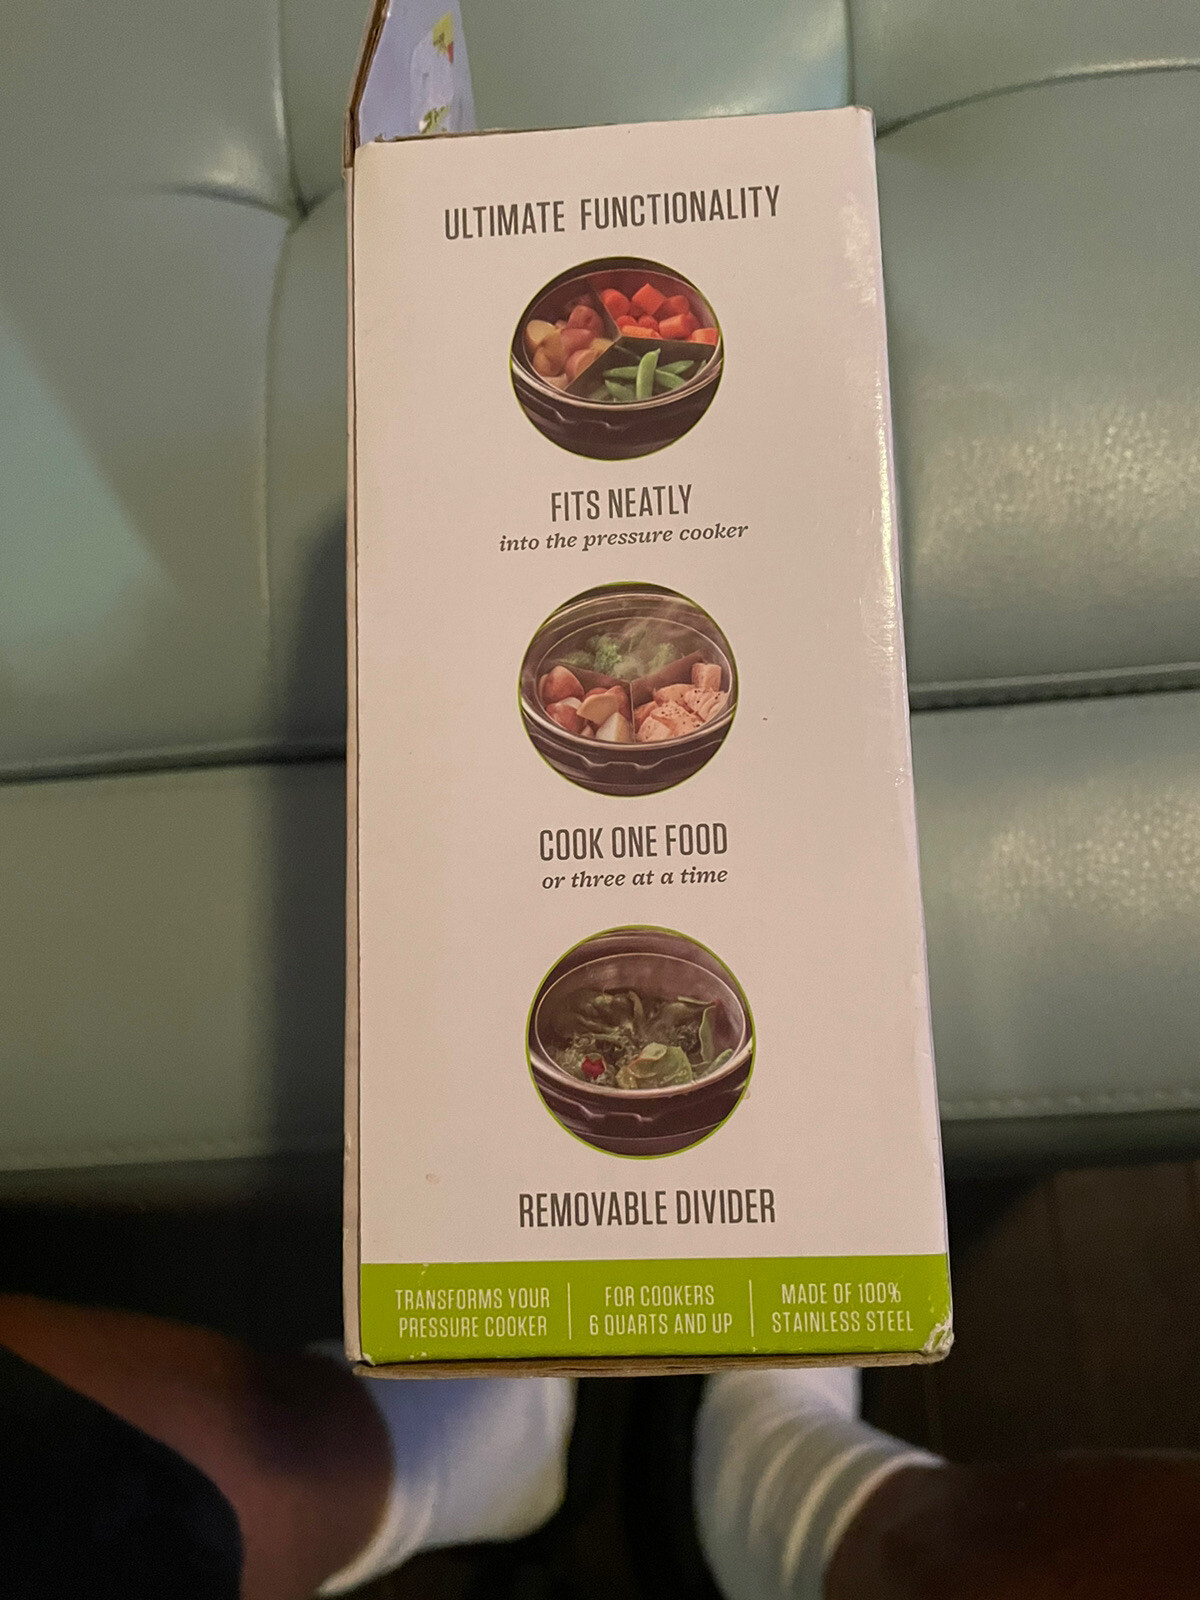 ULTIMATE FUNCTIONALITY
FITS NEATLY
into the pressure cooker
COOK ONE FOOD
or three at a time
REMOVABLE DIVIDER
TRANSFORMS YOUR
PRESSURE COOKER
FOR COOKERS
6 QUARTS AND UP
MADE OF 100%
STAINLESS STEEL